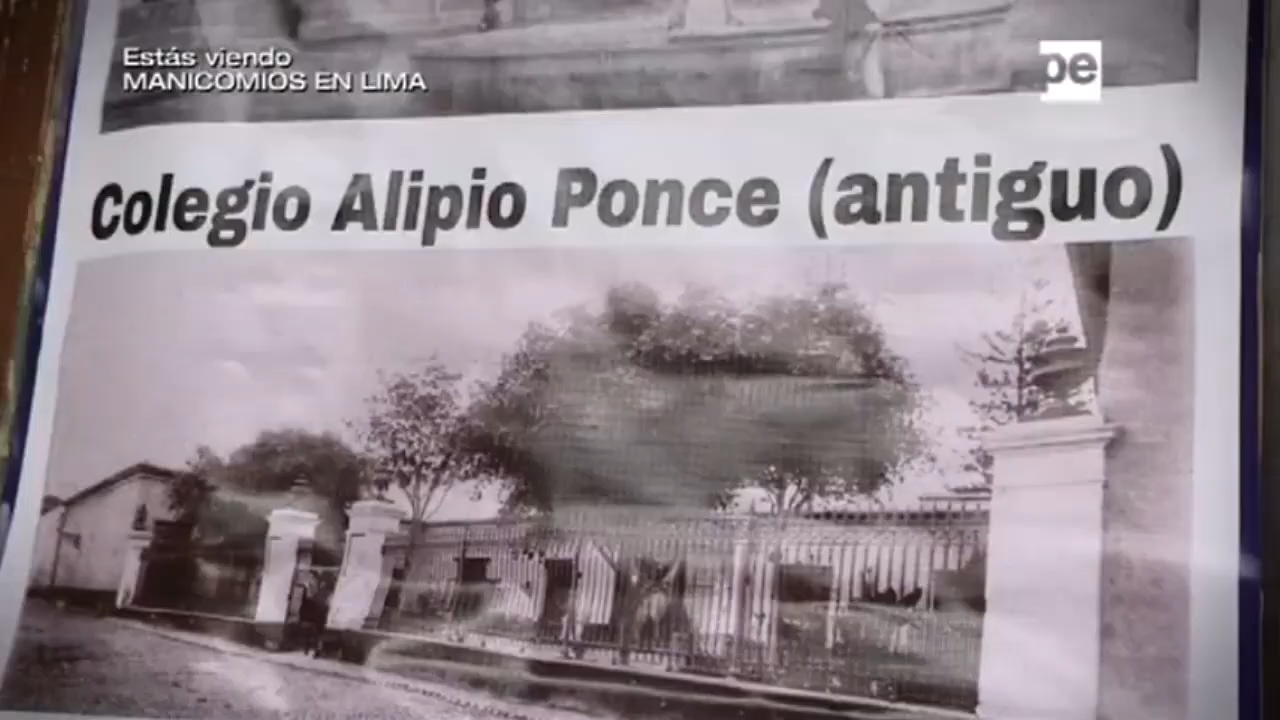 Estás viendo
MANICOMIOS EN LIMA
pe
Colegio Alipio Ponce (antiguo)